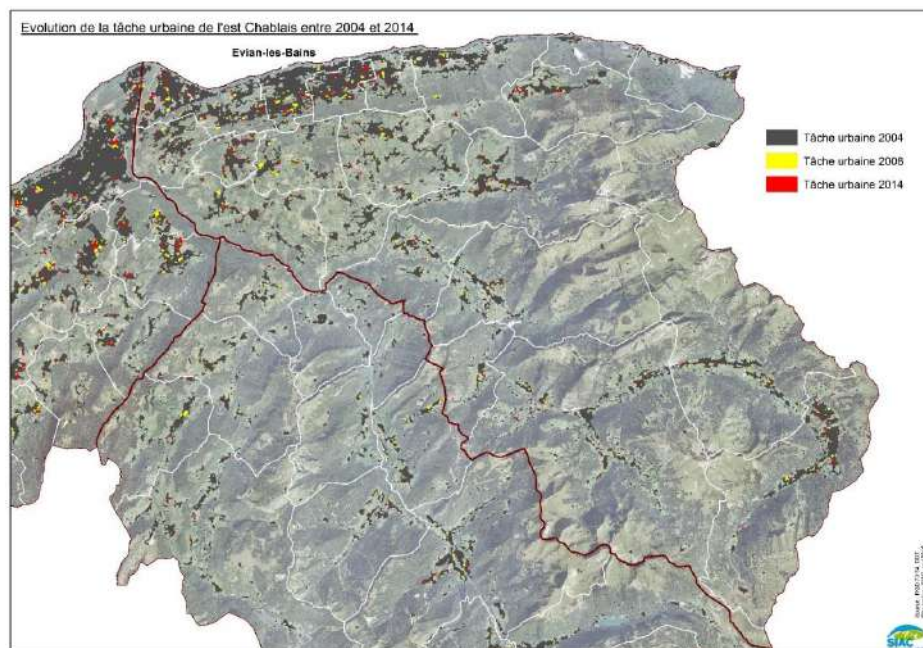 Evolution de la tâche urbaine de l'est Chablais entre 2004 et 2014
Evian-les-Bains
Tâche urbaine 2004
Tâche urbaine 2008
Tâche urbaine 2014
SIAC